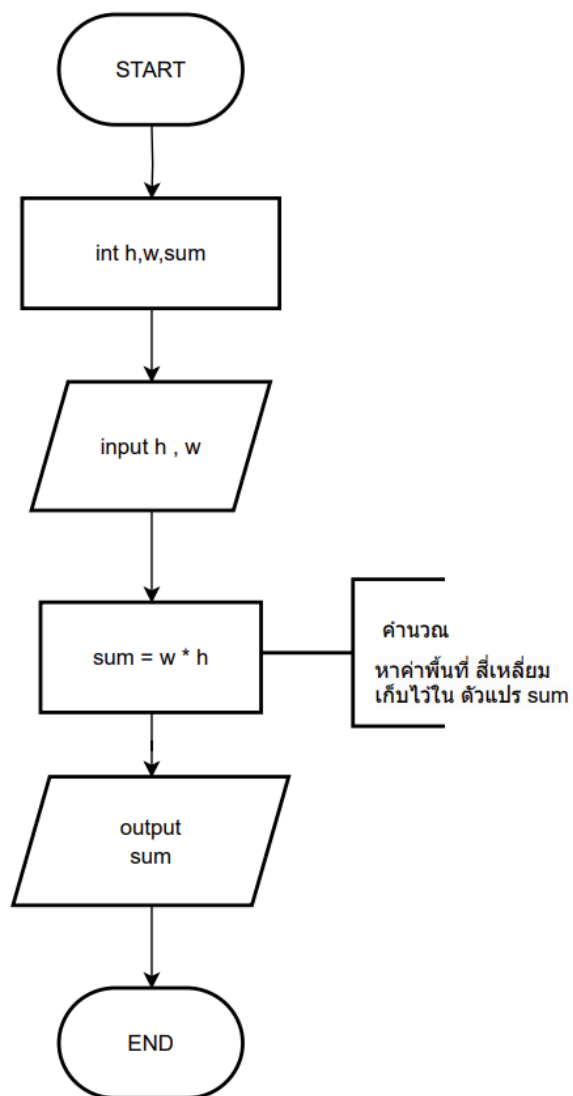 START
int h,w,sum
input h , w
sum = w * h
คำนวณ
หาค่าพื้นที่ สี่เหลี่ยม
เก็บไว้ใน ตัวแปร sum
output
sum
END